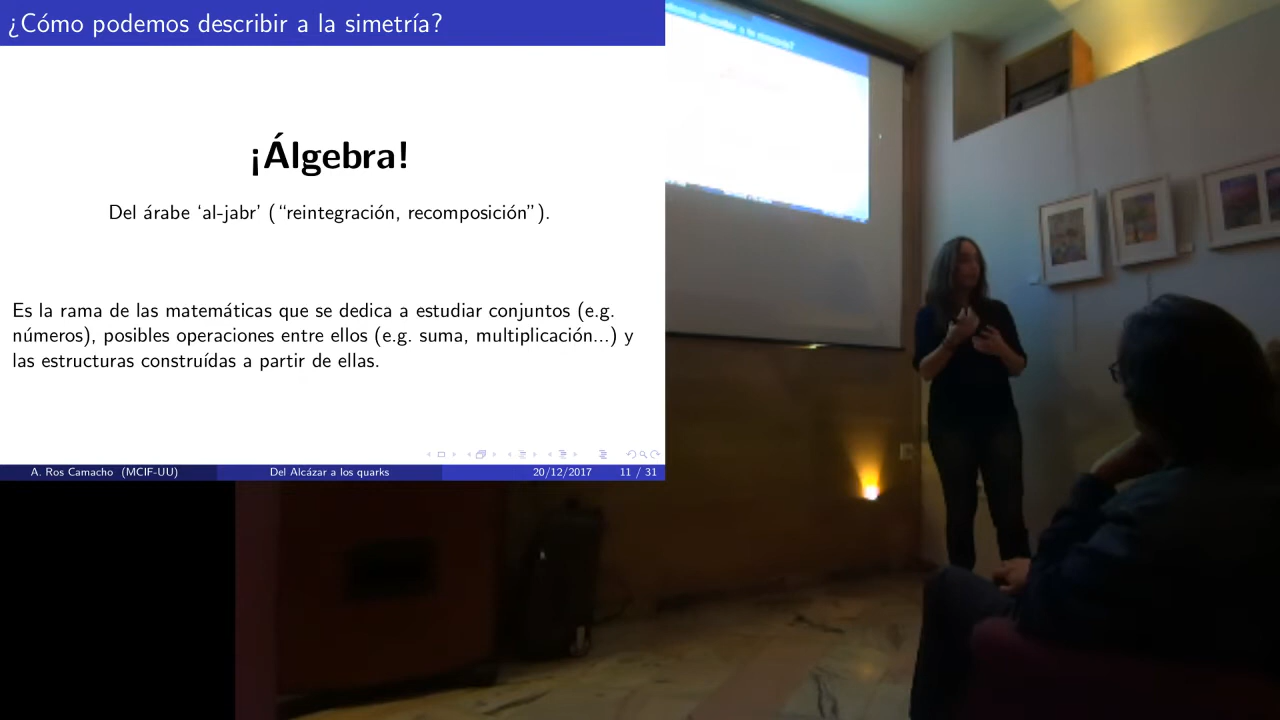 ¿Cómo podemos describir a la simetría?
¡Álgebra!
Del árabe ‘al-jabr’ (“reintegración, recomposición”).
Es la rama de las matemáticas que se dedica a estudiar conjuntos (e.g.
números), posibles operaciones entre ellos (e.g. suma, multiplicación...) y
las estructuras construídas a partir de ellas.
A. Ros Camacho (MCIF-UU)
Del Alcázar a los quarks
20/12/2017
11 / 31